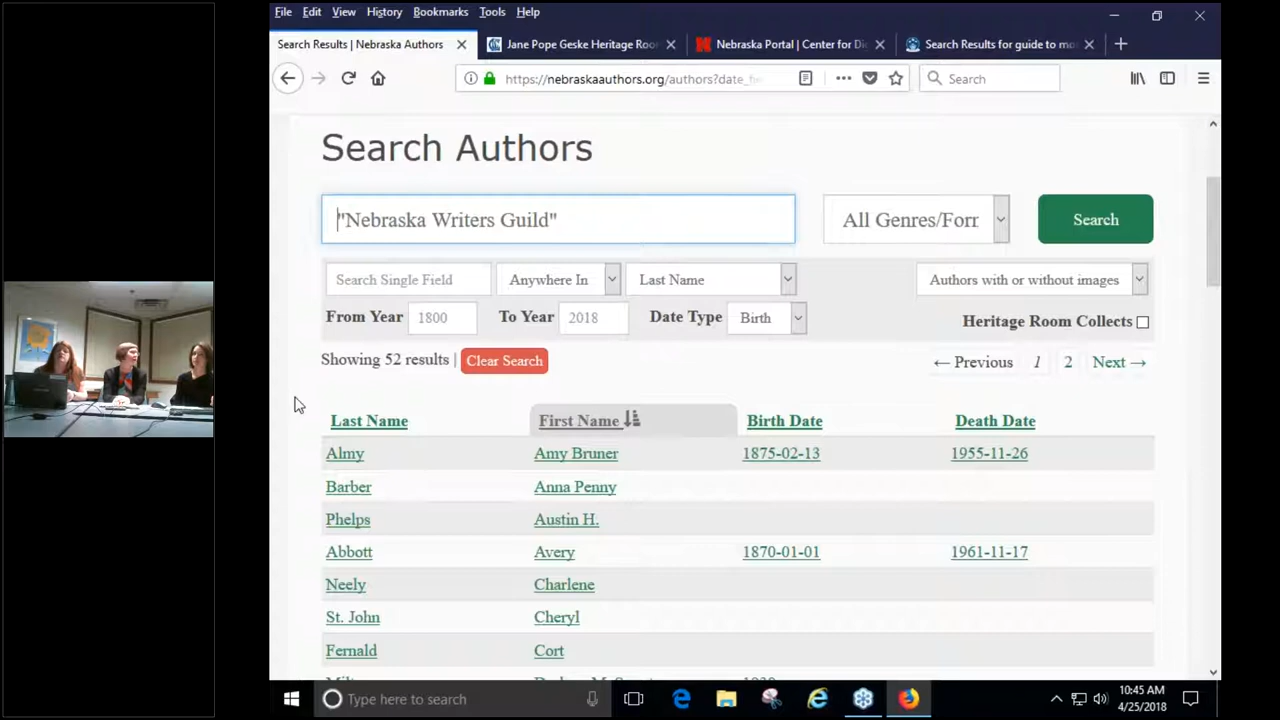 File Edit View History Bookmarks Tools Help
Search Results | Nebraska Authors Jane Pope Geske Heritage Roo Nebraska Portal | Center for Di Search Results for guide to mo
https://nebraskaauthors.org/authors?date_ Search
Search Authors
"Nebraska Writers Guild" All Genres/Forr Search
Search Single Field Anywhere In Last Name Authors with or without images
From Year 1800 To Year 2018 Date Type Birth Heritage Room Collects
Showing 52 results | Clear Search ← Previous 1 2 Next →
Last Name First Name Birth Date Death Date
Almy Amy Bruner 1875-02-13 1955-11-26
Barber Anna Penny
Phelps Austin H.
Abbott Avery 1870-01-01 1961-11-17
Neely Charlene
St. John Cheryl
Fernald Cort
Type here to search 10:45 AM
4/25/2018